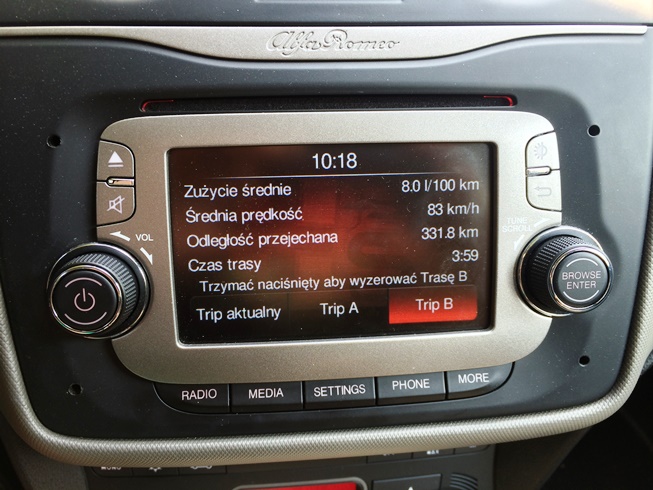 Alfa Romeo
10:18
Zużycie średnie 8.0 l/100 km
Średnia prędkość 83 km/h
Odległość przejechana 331.8 km
Czas trasy 3:59
Trzymać naciśnięty aby wyzerować Trasę B
Trip aktualny Trip A Trip B
VOL
TUNE
SCROLL
BROWSE
ENTER
RADIO MEDIA SETTINGS PHONE MORE
MONO